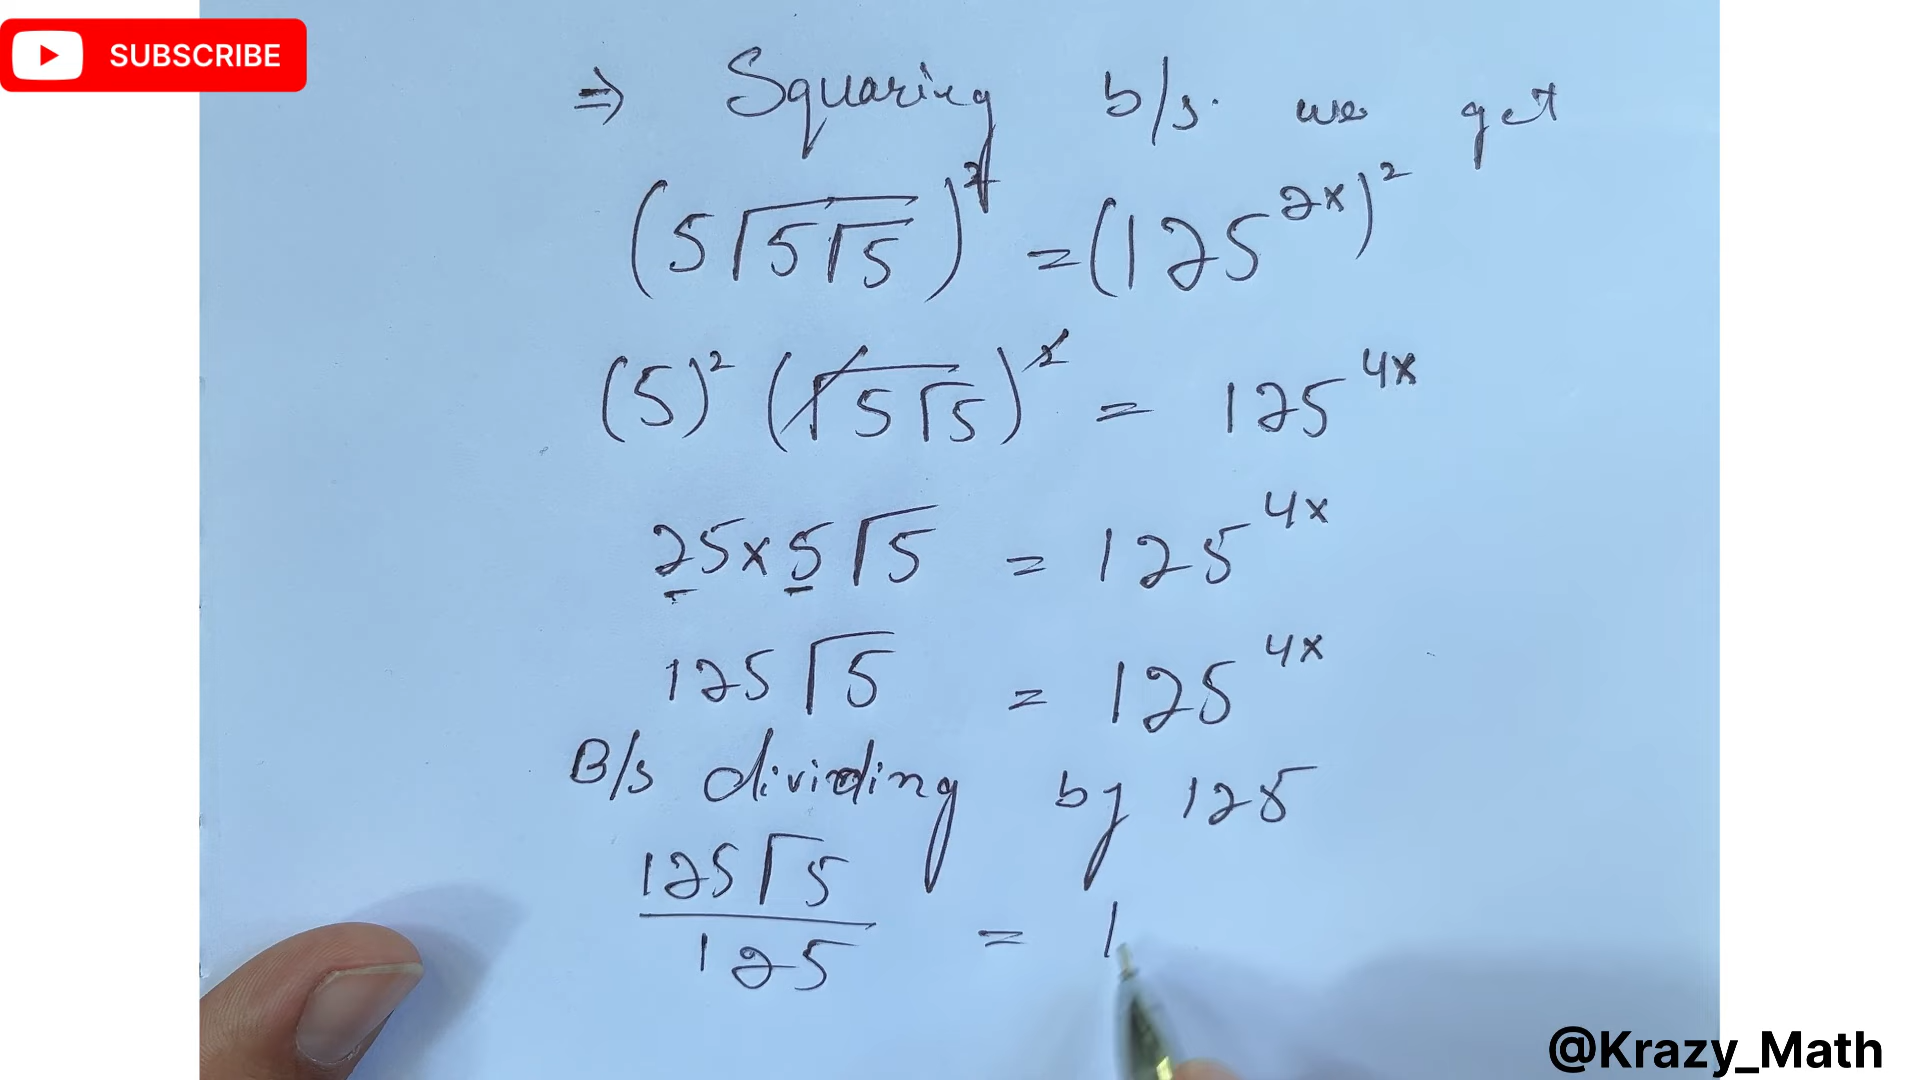 SUBSCRIBE
⇒ Squaring b/s. we get
(5√(5√5))² = (125^2x)²
(5)² (√(5√5))² = 125^4x
25×5√5 = 125^4x
125√5 = 125^4x
B/s dividing by 125
125√5/125 = 1
@Krazy_Math